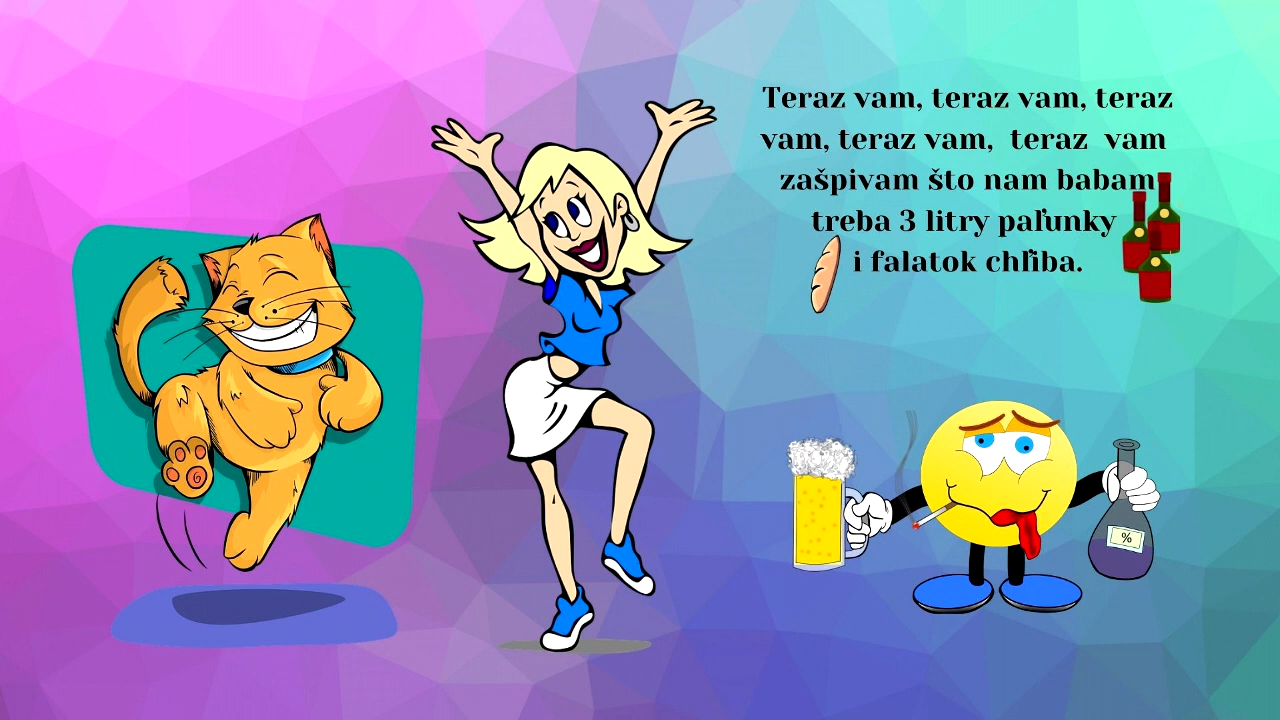 Teraz vam, teraz vam, teraz
vam, teraz vam, teraz vam
zašpivam što nam babam
treba 3 litry paľunky
i falatok chľiba.
%